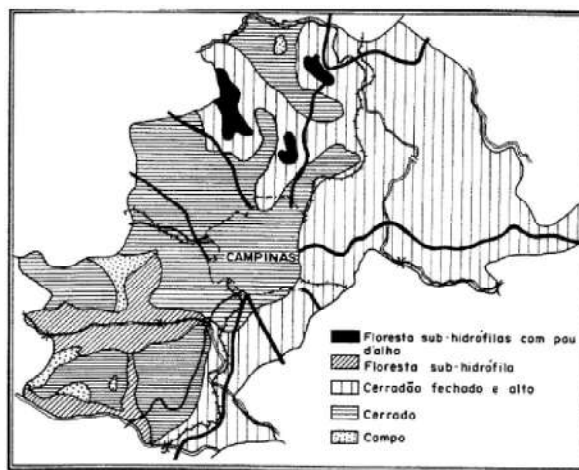 CAMPINAS
Floresta sub-hidrófilas com pau
d'alho
Floresta sub-hidrófila
Cerradão fechado e alto
Cerrado
Campo